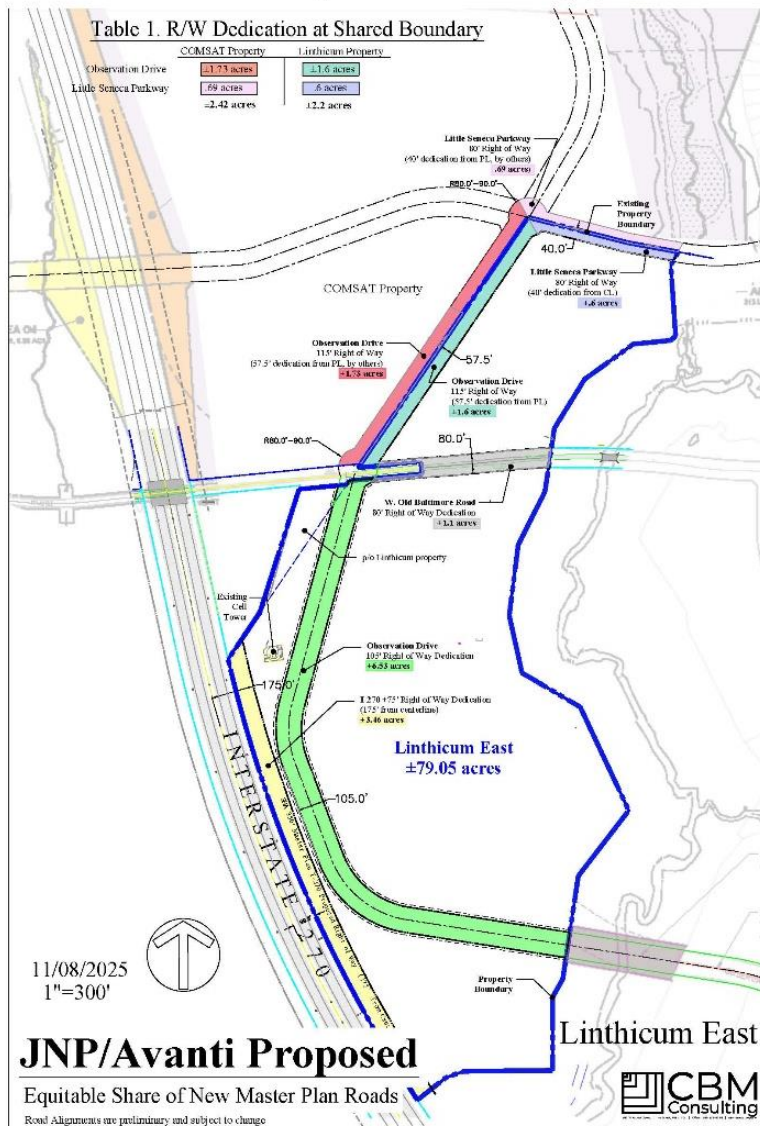 Table 1. R/W Dedication at Shared Boundary
COMSAT Property Linthicum Property
Observation Drive ±1.73 acres ±1.6 acres
Little Seneca Parkway .69 acres .6 acres
±2.42 acres ±2.2 acres
Little Seneca Parkway
80' Right of Way
(40' dedication from PL, by others)
.69 acres
R80.0'-90.0'
Existing
Property
Boundary
40.0'
COMSAT Property
Little Seneca Parkway
80' Right of Way
(40' dedication from CL)
±.6 acres
Observation Drive
115' Right of Way
(57.5' dedication from PL, by others)
57.5'
Observation Drive
115' Right of Way
(57.5' dedication from PL)
±1.6 acres
R80.0'-90.0'
80.0'
W. Old Baltimore Road
80' Right of Way Dedication
±1.1 acres
p/o Linthicum property
Existing
Cell
Tower
Observation Drive
105' Right of Way Dedication
±6.53 acres
175.0'
I 270 ±75' Right of Way Dedication
(175' from centerline)
±3.46 acres
Linthicum East
±79.05 acres
INTERSTATE 270
105.0'
11/08/2025
1"=300'
Property
Boundary
Linthicum East
JNP/Avanti Proposed
Equitable Share of New Master Plan Roads
Road Alignments are preliminary and subject to change
CBM
Consulting